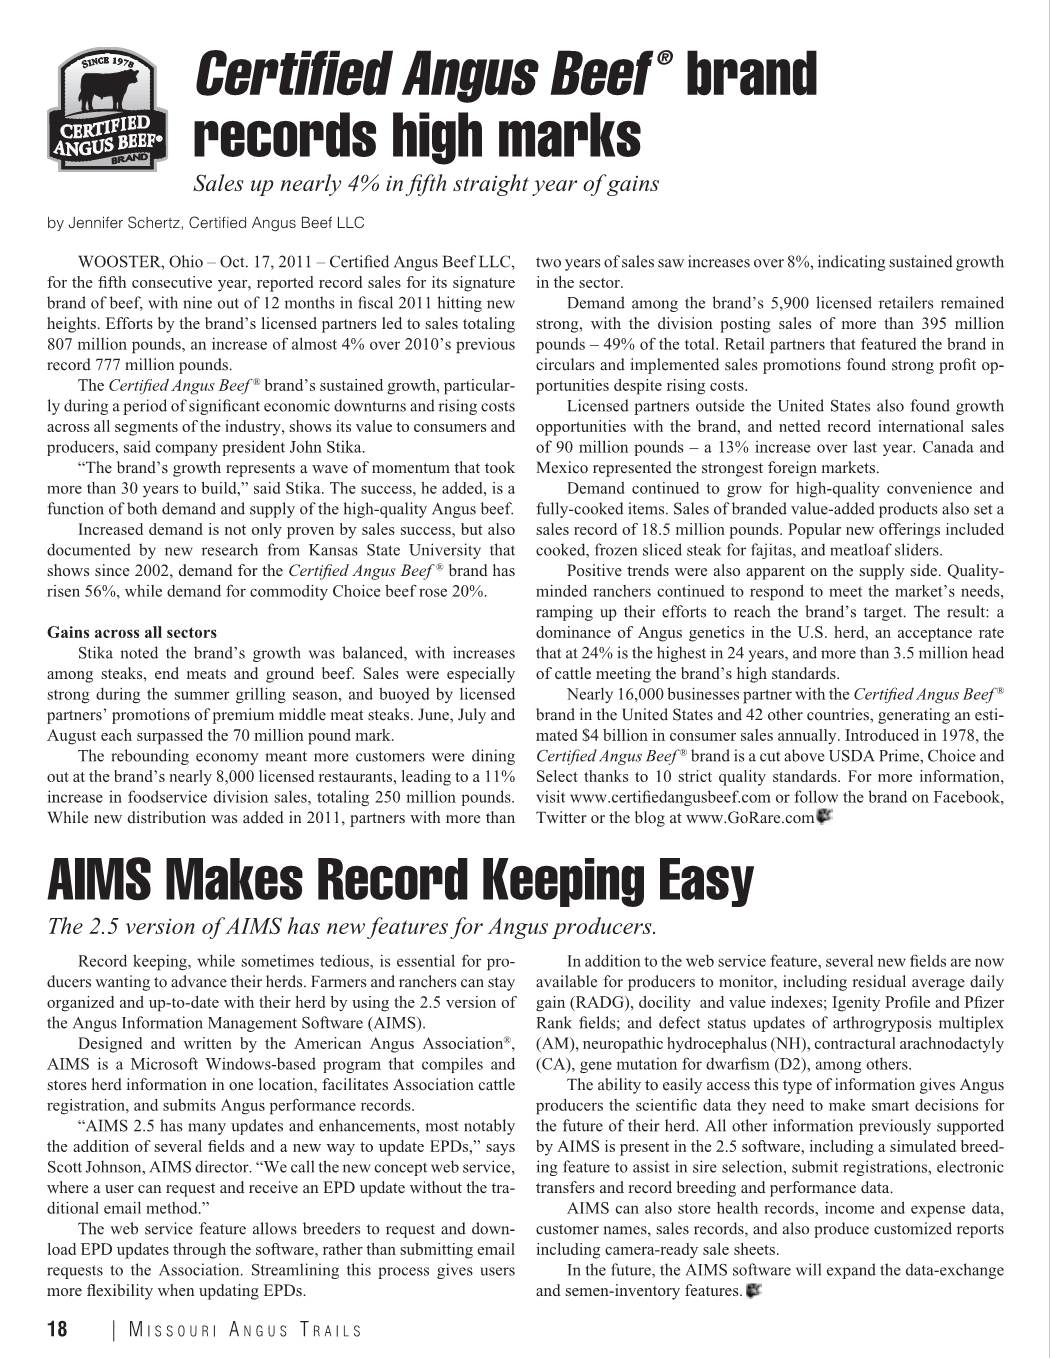 SINCE 1978
CERTIFIED
ANGUS BEEF®
BRAND
Certified Angus Beef® brand
records high marks
Sales up nearly 4% in fifth straight year of gains
by Jennifer Schertz, Certified Angus Beef LLC
WOOSTER, Ohio – Oct. 17, 2011 – Certified Angus Beef LLC,
for the fifth consecutive year, reported record sales for its signature
brand of beef, with nine out of 12 months in fiscal 2011 hitting new
heights. Efforts by the brand's licensed partners led to sales totaling
807 million pounds, an increase of almost 4% over 2010's previous
record 777 million pounds.
The Certified Angus Beef® brand's sustained growth, particular-
ly during a period of significant economic downturns and rising costs
across all segments of the industry, shows its value to consumers and
producers, said company president John Stika.
“The brand's growth represents a wave of momentum that took
more than 30 years to build,” said Stika. The success, he added, is a
function of both demand and supply of the high-quality Angus beef.
Increased demand is not only proven by sales success, but also
documented by new research from Kansas State University that
shows since 2002, demand for the Certified Angus Beef® brand has
risen 56%, while demand for commodity Choice beef rose 20%.
Gains across all sectors
Stika noted the brand's growth was balanced, with increases
among steaks, end meats and ground beef. Sales were especially
strong during the summer grilling season, and buoyed by licensed
partners' promotions of premium middle meat steaks. June, July and
August each surpassed the 70 million pound mark.
The rebounding economy meant more customers were dining
out at the brand's nearly 8,000 licensed restaurants, leading to a 11%
increase in foodservice division sales, totaling 250 million pounds.
While new distribution was added in 2011, partners with more than
two years of sales saw increases over 8%, indicating sustained growth
in the sector.
Demand among the brand's 5,900 licensed retailers remained
strong, with the division posting sales of more than 395 million
pounds – 49% of the total. Retail partners that featured the brand in
circulars and implemented sales promotions found strong profit op-
portunities despite rising costs.
Licensed partners outside the United States also found growth
opportunities with the brand, and netted record international sales
of 90 million pounds – a 13% increase over last year. Canada and
Mexico represented the strongest foreign markets.
Demand continued to grow for high-quality convenience and
fully-cooked items. Sales of branded value-added products also set a
sales record of 18.5 million pounds. Popular new offerings included
cooked, frozen sliced steak for fajitas, and meatloaf sliders.
Positive trends were also apparent on the supply side. Quality-
minded ranchers continued to respond to meet the market's needs,
ramping up their efforts to reach the brand's target. The result: a
dominance of Angus genetics in the U.S. herd, an acceptance rate
that at 24% is the highest in 24 years, and more than 3.5 million head
of cattle meeting the brand's high standards.
Nearly 16,000 businesses partner with the Certified Angus Beef®
brand in the United States and 42 other countries, generating an esti-
mated $4 billion in consumer sales annually. Introduced in 1978, the
Certified Angus Beef® brand is a cut above USDA Prime, Choice and
Select thanks to 10 strict quality standards. For more information,
visit www.certifiedangusbeef.com or follow the brand on Facebook,
Twitter or the blog at www.GoRare.com
AIMS Makes Record Keeping Easy
The 2.5 version of AIMS has new features for Angus producers.
Record keeping, while sometimes tedious, is essential for pro-
ducers wanting to advance their herds. Farmers and ranchers can stay
organized and up-to-date with their herd by using the 2.5 version of
the Angus Information Management Software (AIMS).
Designed and written by the American Angus Association®,
AIMS is a Microsoft Windows-based program that compiles and
stores herd information in one location, facilitates Association cattle
registration, and submits Angus performance records.
“AIMS 2.5 has many updates and enhancements, most notably
the addition of several fields and a new way to update EPDs,” says
Scott Johnson, AIMS director. “We call the new concept web service,
where a user can request and receive an EPD update without the tra-
ditional email method.”
The web service feature allows breeders to request and down-
load EPD updates through the software, rather than submitting email
requests to the Association. Streamlining this process gives users
more flexibility when updating EPDs.
In addition to the web service feature, several new fields are now
available for producers to monitor, including residual average daily
gain (RADG), docility and value indexes; Igenity Profile and Pfizer
Rank fields; and defect status updates of arthrogryposis multiplex
(AM), neuropathic hydrocephalus (NH), contractural arachnodactyly
(CA), gene mutation for dwarfism (D2), among others.
The ability to easily access this type of information gives Angus
producers the scientific data they need to make smart decisions for
the future of their herd. All other information previously supported
by AIMS is present in the 2.5 software, including a simulated breed-
ing feature to assist in sire selection, submit registrations, electronic
transfers and record breeding and performance data.
AIMS can also store health records, income and expense data,
customer names, sales records, and also produce customized reports
including camera-ready sale sheets.
In the future, the AIMS software will expand the data-exchange
and semen-inventory features.
18 | MISSOURI ANGUS TRAILS